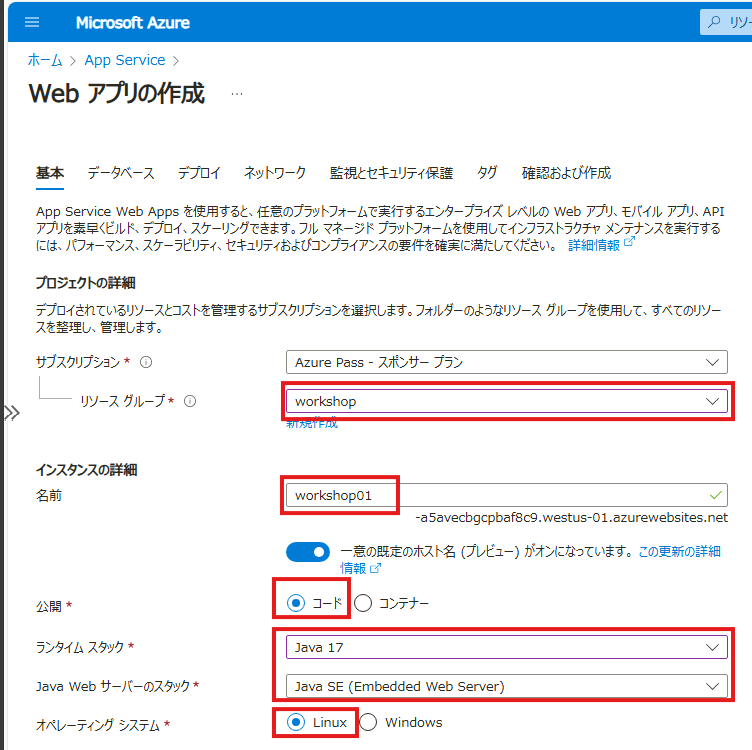 Microsoft Azure
リソー
ホーム > App Service >
Web アプリの作成 …
基本 データベース デプロイ ネットワーク 監視とセキュリティ保護 タグ 確認および作成
App Service Web Apps を使用すると、任意のプラットフォームで実行するエンタープライズ レベルの Web アプリ、モバイル アプリ、API
アプリを素早くビルド、デプロイ、スケーリングできます。フル マネージド プラットフォームを使用してインフラストラクチャ メンテナンスを実行する
には、パフォーマンス、スケーラビリティ、セキュリティおよびコンプライアンスの要件を確実に満たしてください。 詳細情報
プロジェクトの詳細
デプロイされているリソースとコストを管理するサブスクリプションを選択します。フォルダーのようなリソース グループを使用して、すべてのリソー
スを整理し、管理します。
サブスクリプション * Azure Pass - スポンサー プラン
リソース グループ * workshop
新規作成
インスタンスの詳細
名前 workshop01
-a5avecbgcpbaf8c9.westus-01.azurewebsites.net
一意の既定のホスト名 (プレビュー) がオンになっています。 この更新の詳細
情報
公開 * コード コンテナー
ランタイム スタック * Java 17
Java Web サーバーのスタック * Java SE (Embedded Web Server)
オペレーティング システム * Linux Windows